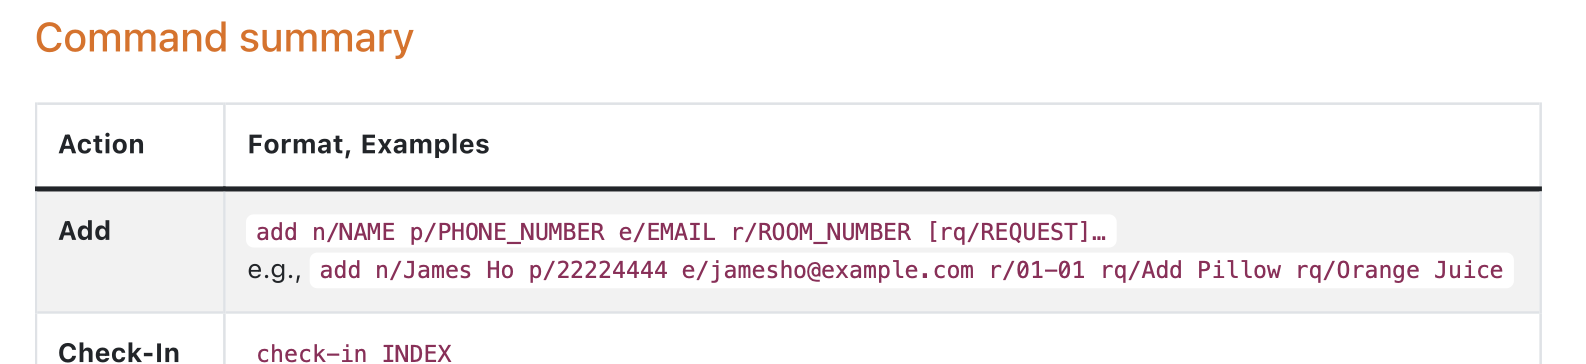 Command summary
Action
Format, Examples
Add
add n/NAME p/PHONE_NUMBER e/EMAIL r/ROOM_NUMBER [rq/REQUEST]…
e.g., add n/James Ho p/22224444 e/jamesho@example.com r/01-01 rq/Add Pillow rq/Orange Juice
Check-In
check-in INDEX